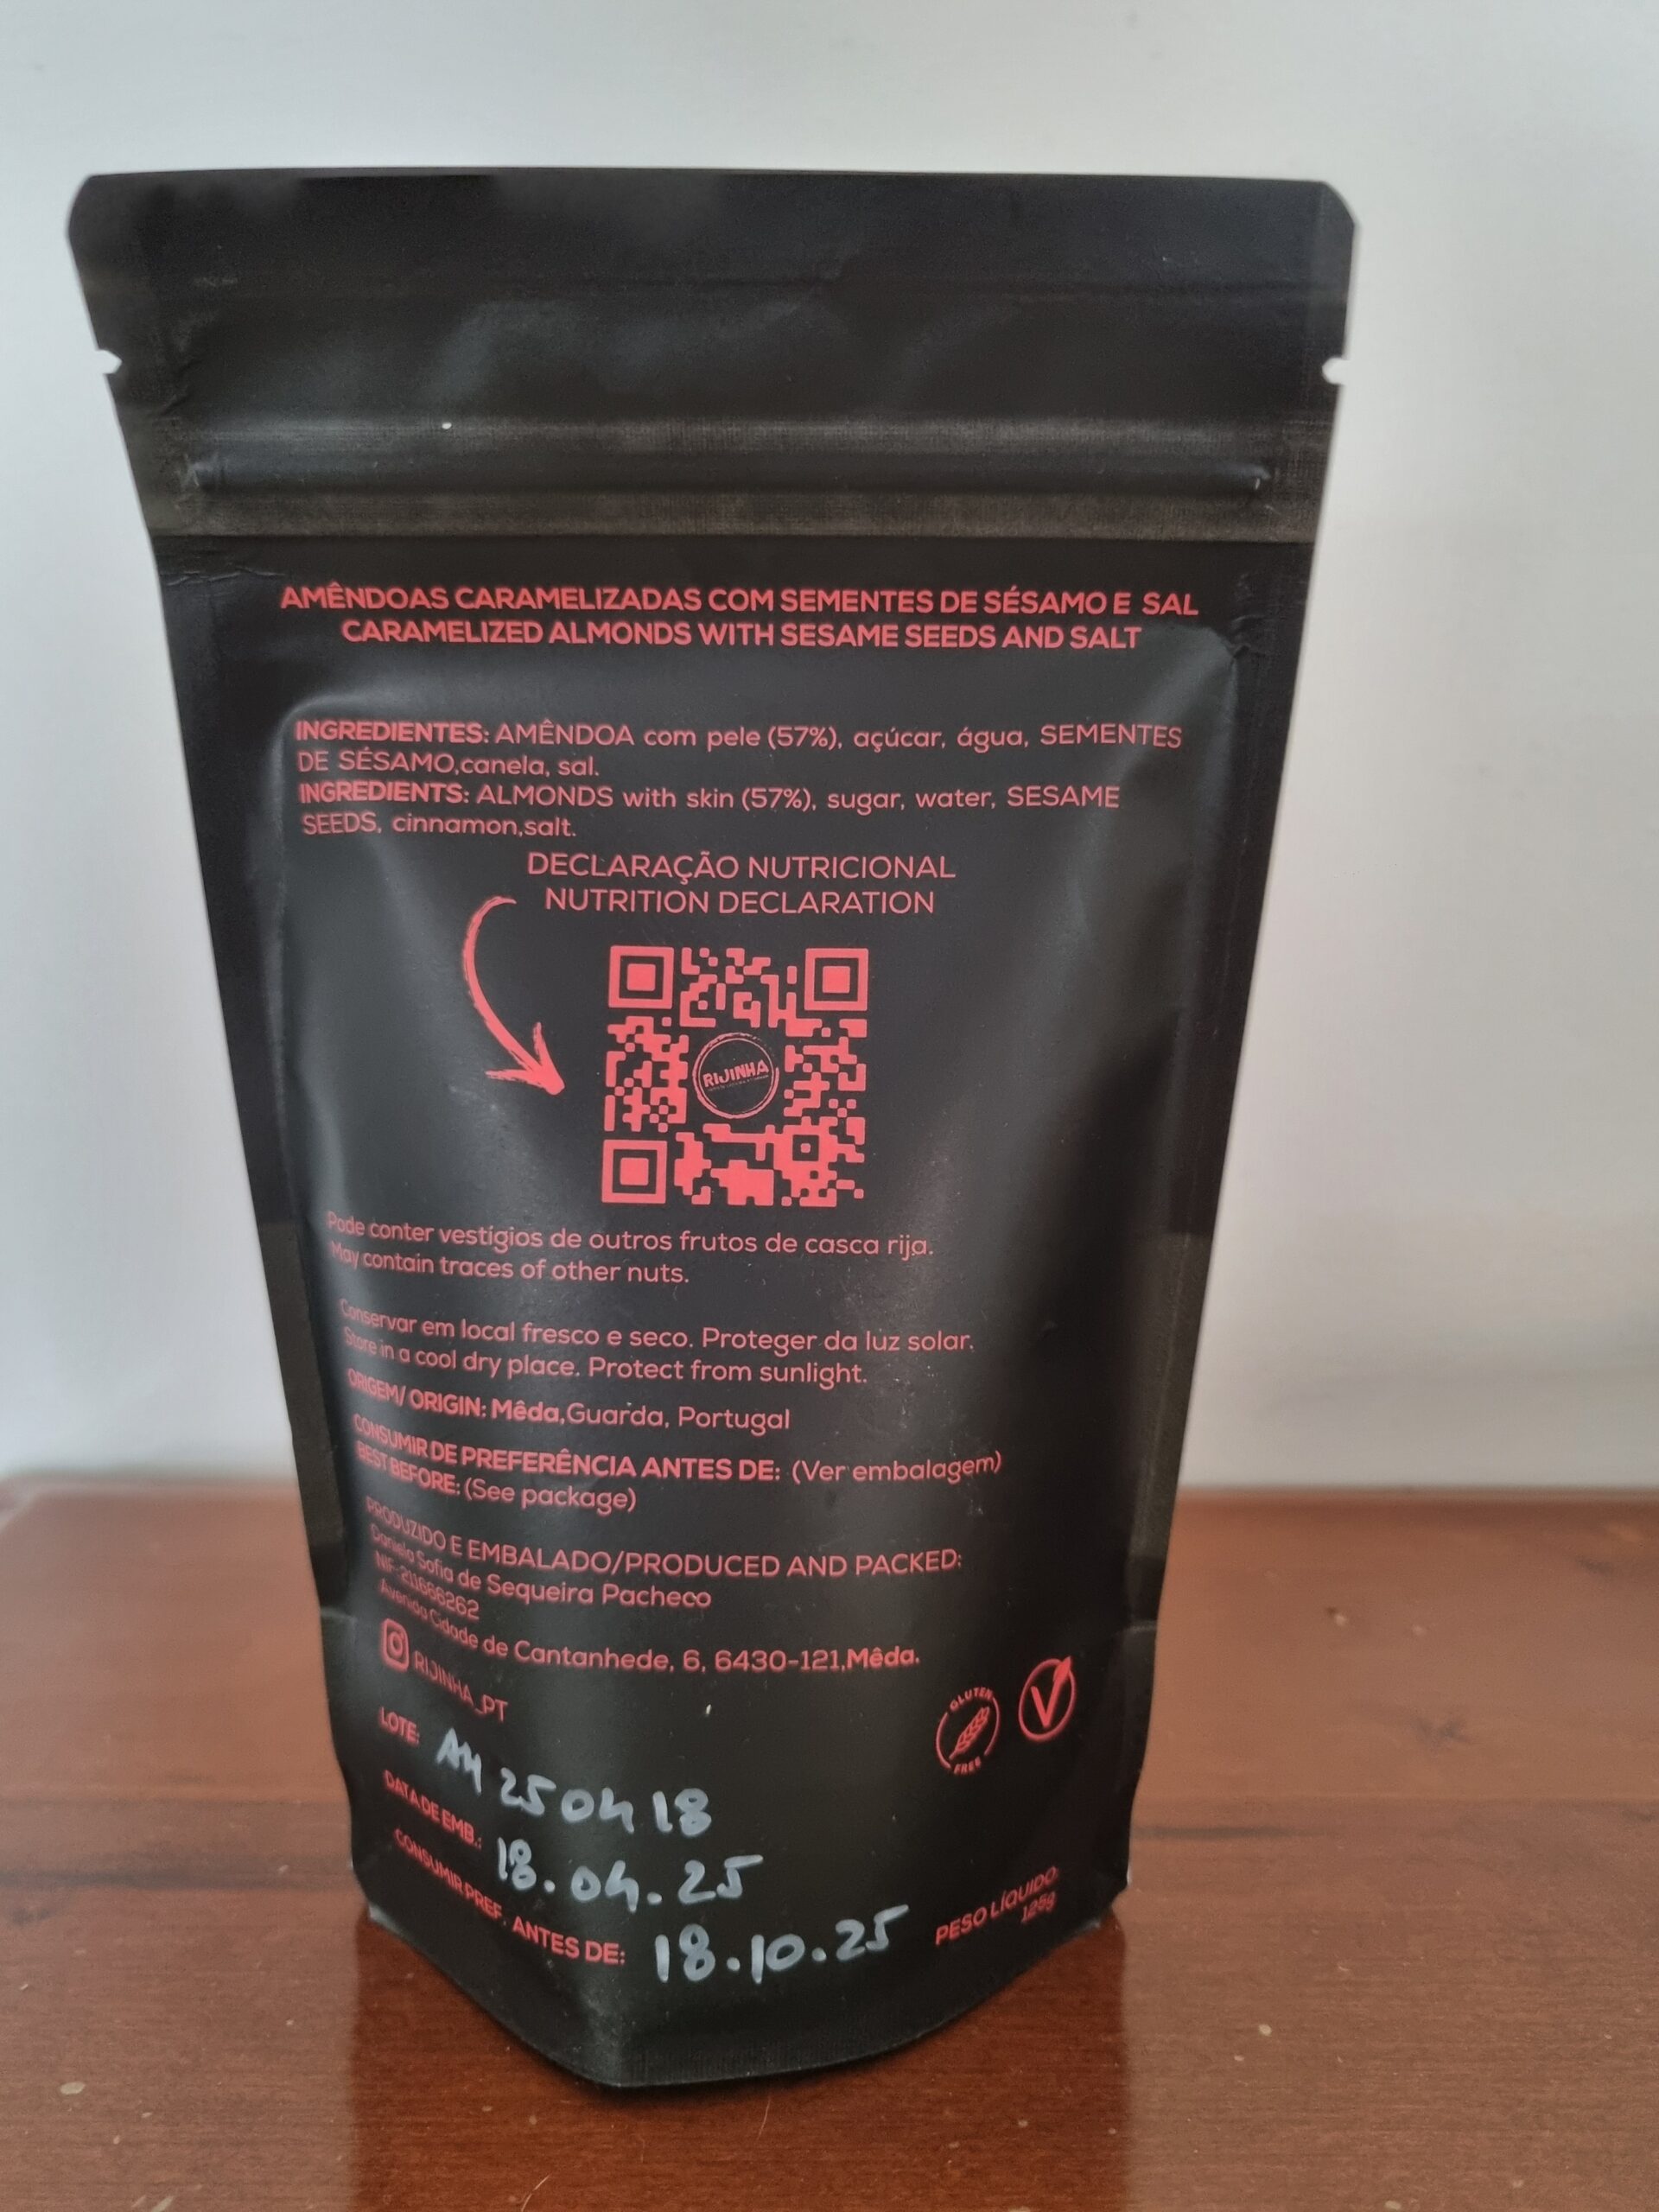 AMÊNDOAS CARAMELIZADAS COM SEMENTES DE SÉSAMO E SAL
CARAMELIZED ALMONDS WITH SESAME SEEDS AND SALT
INGREDIENTES: AMÊNDOA com pele (57%), açúcar, água, SEMENTES
DE SÉSAMO,canela, sal.
INGREDIENTS: ALMONDS with skin (57%), sugar, water, SESAME
SEEDS, cinnamon,salt.
DECLARAÇÃO NUTRICIONAL
NUTRITION DECLARATION
RIJINHA
Pode conter vestígios de outros frutos de casca rija.
May contain traces of other nuts.
Conservar em local fresco e seco. Proteger da luz solar.
Store in a cool dry place. Protect from sunlight.
ORIGEM/ ORIGIN: Mêda,Guarda, Portugal
CONSUMIR DE PREFERÊNCIA ANTES DE: (Ver embalagem)
BEST BEFORE: (See package)
PRODUZIDO E EMBALADO/PRODUCED AND PACKED:
Daniela Sofia de Sequeira Pacheco
NIF:211666262
Avenida Cidade de Cantanhede, 6, 6430-121,Mêda.
RIJINHA_PT
GLUTEN
FREE
V
LOTE: AM 250418
DATA DE EMB.: 18.04.25
CONSUMIR PREF. ANTES DE: 18.10.25
PESO LÍQUIDO:
125g